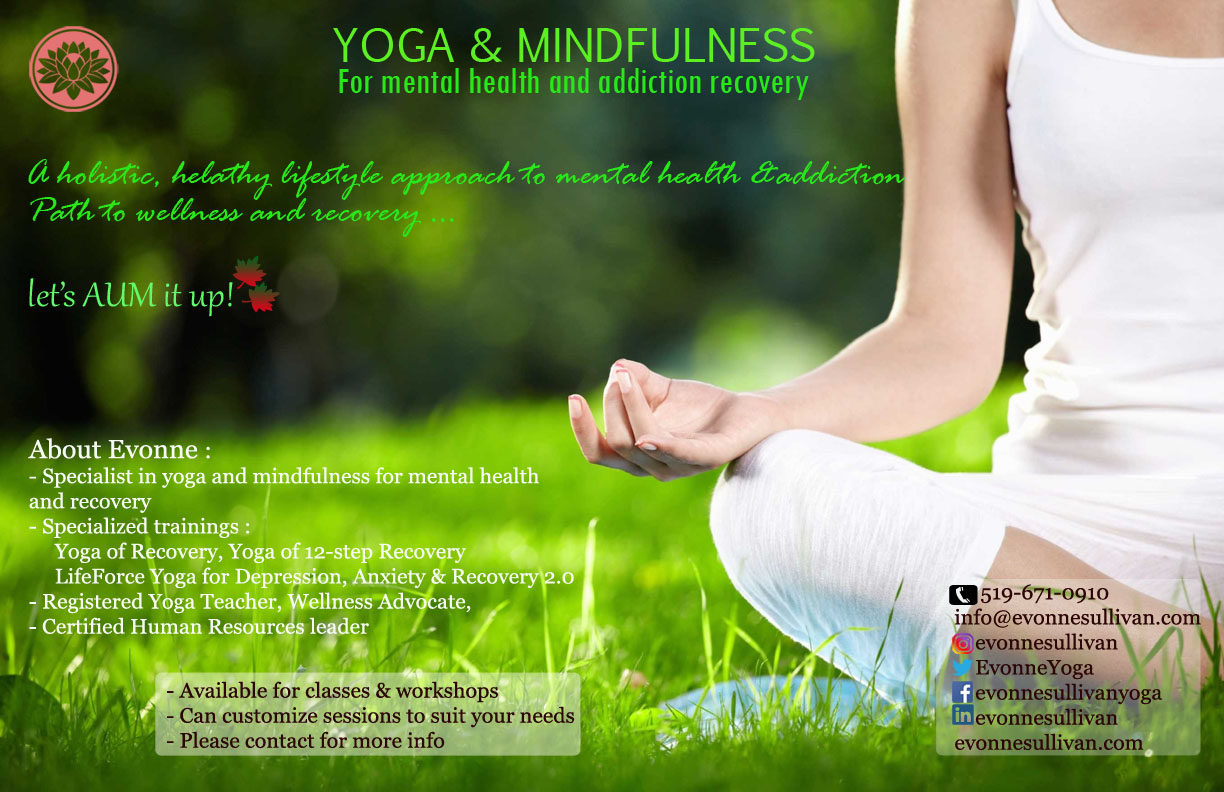 YOGA & MINDFULNESS
For mental health and addiction recovery
A holistic, helathy lifestyle approach to mental health & addiction
Path to wellness and recovery ...
let's AUM it up!
About Evonne :
- Specialist in yoga and mindfulness for mental health
and recovery
- Specialized trainings :
Yoga of Recovery, Yoga of 12-step Recovery
LifeForce Yoga for Depression, Anxiety & Recovery 2.0
- Registered Yoga Teacher, Wellness Advocate,
- Certified Human Resources leader
- Available for classes & workshops
- Can customize sessions to suit your needs
- Please contact for more info
519-671-0910
info@evonnesullivan.com
evonnesullivan
EvonneYoga
evonnesullivanyoga
evonnesullivan
evonnesullivan.com